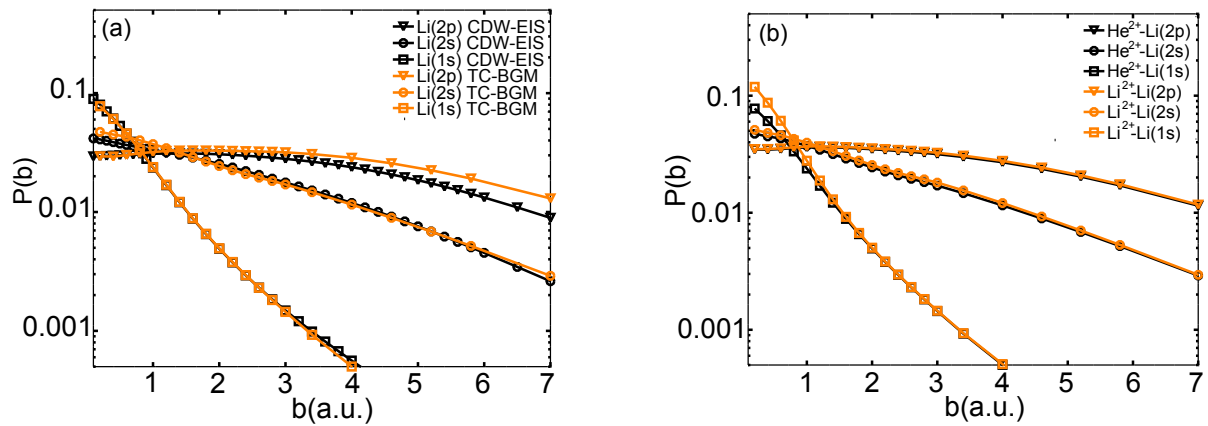 (a)
Li(2p) CDW-EIS
Li(2s) CDW-EIS
Li(1s) CDW-EIS
Li(2p) TC-BGM
Li(2s) TC-BGM
Li(1s) TC-BGM
P(b)
0.1
0.01
0.001
1 2 3 4 5 6 7
b(a.u.)
(b)
He²⁺-Li(2p)
He²⁺-Li(2s)
He²⁺-Li(1s)
Li²⁺-Li(2p)
Li²⁺-Li(2s)
Li²⁺-Li(1s)
P(b)
0.1
0.01
0.001
1 2 3 4 5 6 7
b(a.u.)